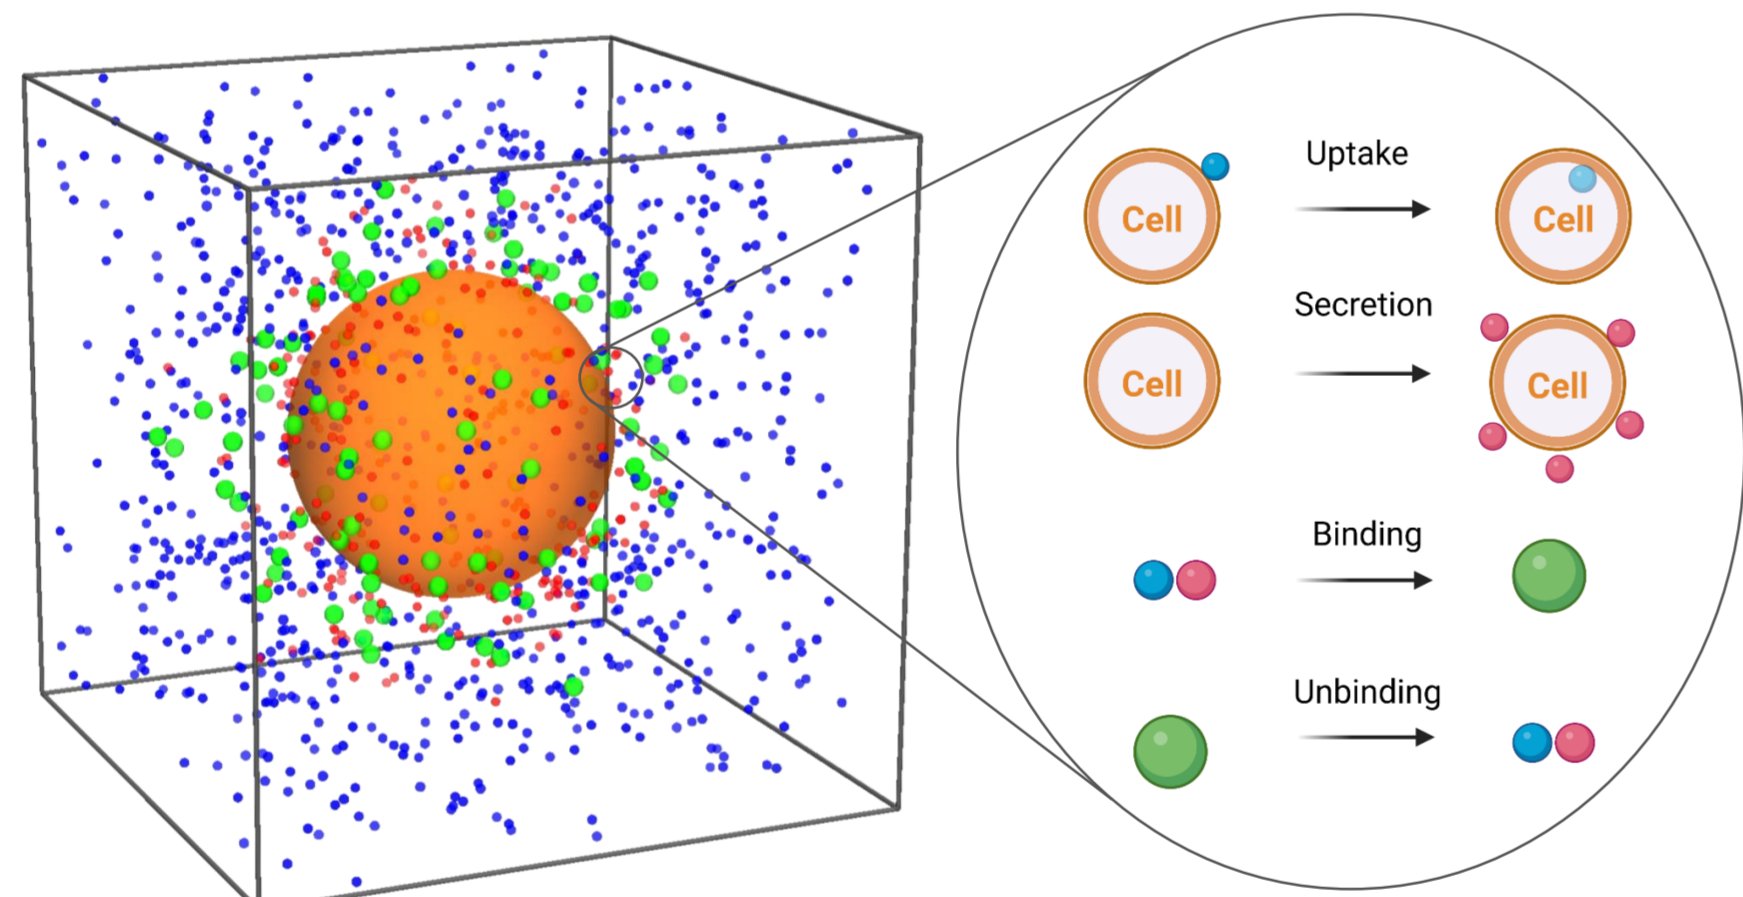 Uptake
Cell
Cell
Secretion
Cell
Cell
Binding
Unbinding